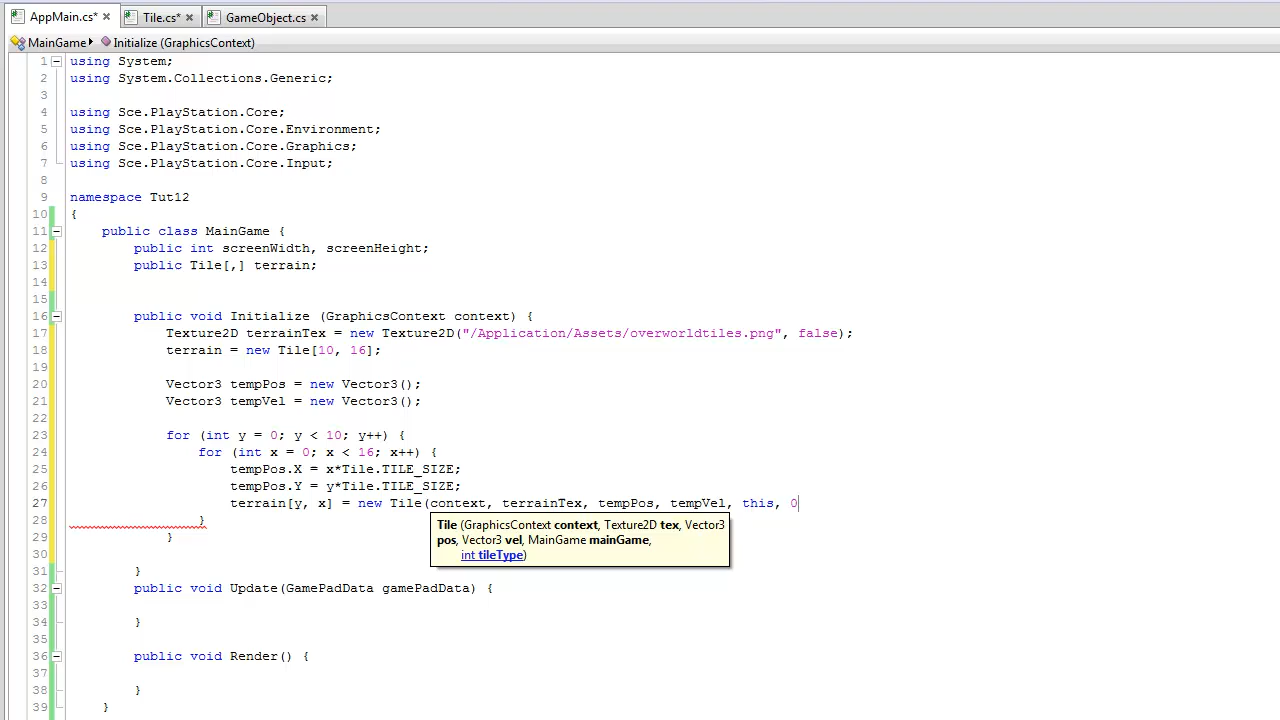 AppMain.cs* × Tile.cs* × GameObject.cs ×
MainGame Initialize (GraphicsContext)
1 using System;
2 using System.Collections.Generic;
3
4 using Sce.PlayStation.Core;
5 using Sce.PlayStation.Core.Environment;
6 using Sce.PlayStation.Core.Graphics;
7 using Sce.PlayStation.Core.Input;
8
9 namespace Tut12
10 {
11 public class MainGame {
12 public int screenWidth, screenHeight;
13 public Tile[,] terrain;
14
15
16 public void Initialize (GraphicsContext context) {
17 Texture2D terrainTex = new Texture2D("/Application/Assets/overworldtiles.png", false);
18 terrain = new Tile[10, 16];
19
20 Vector3 tempPos = new Vector3();
21 Vector3 tempVel = new Vector3();
22
23 for (int y = 0; y < 10; y++) {
24 for (int x = 0; x < 16; x++) {
25 tempPos.X = x*Tile.TILE_SIZE;
26 tempPos.Y = y*Tile.TILE_SIZE;
27 terrain[y, x] = new Tile(context, terrainTex, tempPos, tempVel, this, 0
28 }
Tile (GraphicsContext context, Texture2D tex, Vector3
29 }
pos, Vector3 vel, MainGame mainGame,
30
int tileType)
31 }
32 public void Update(GamePadData gamePadData) {
33
34 }
35
36 public void Render() {
37
38 }
39 }